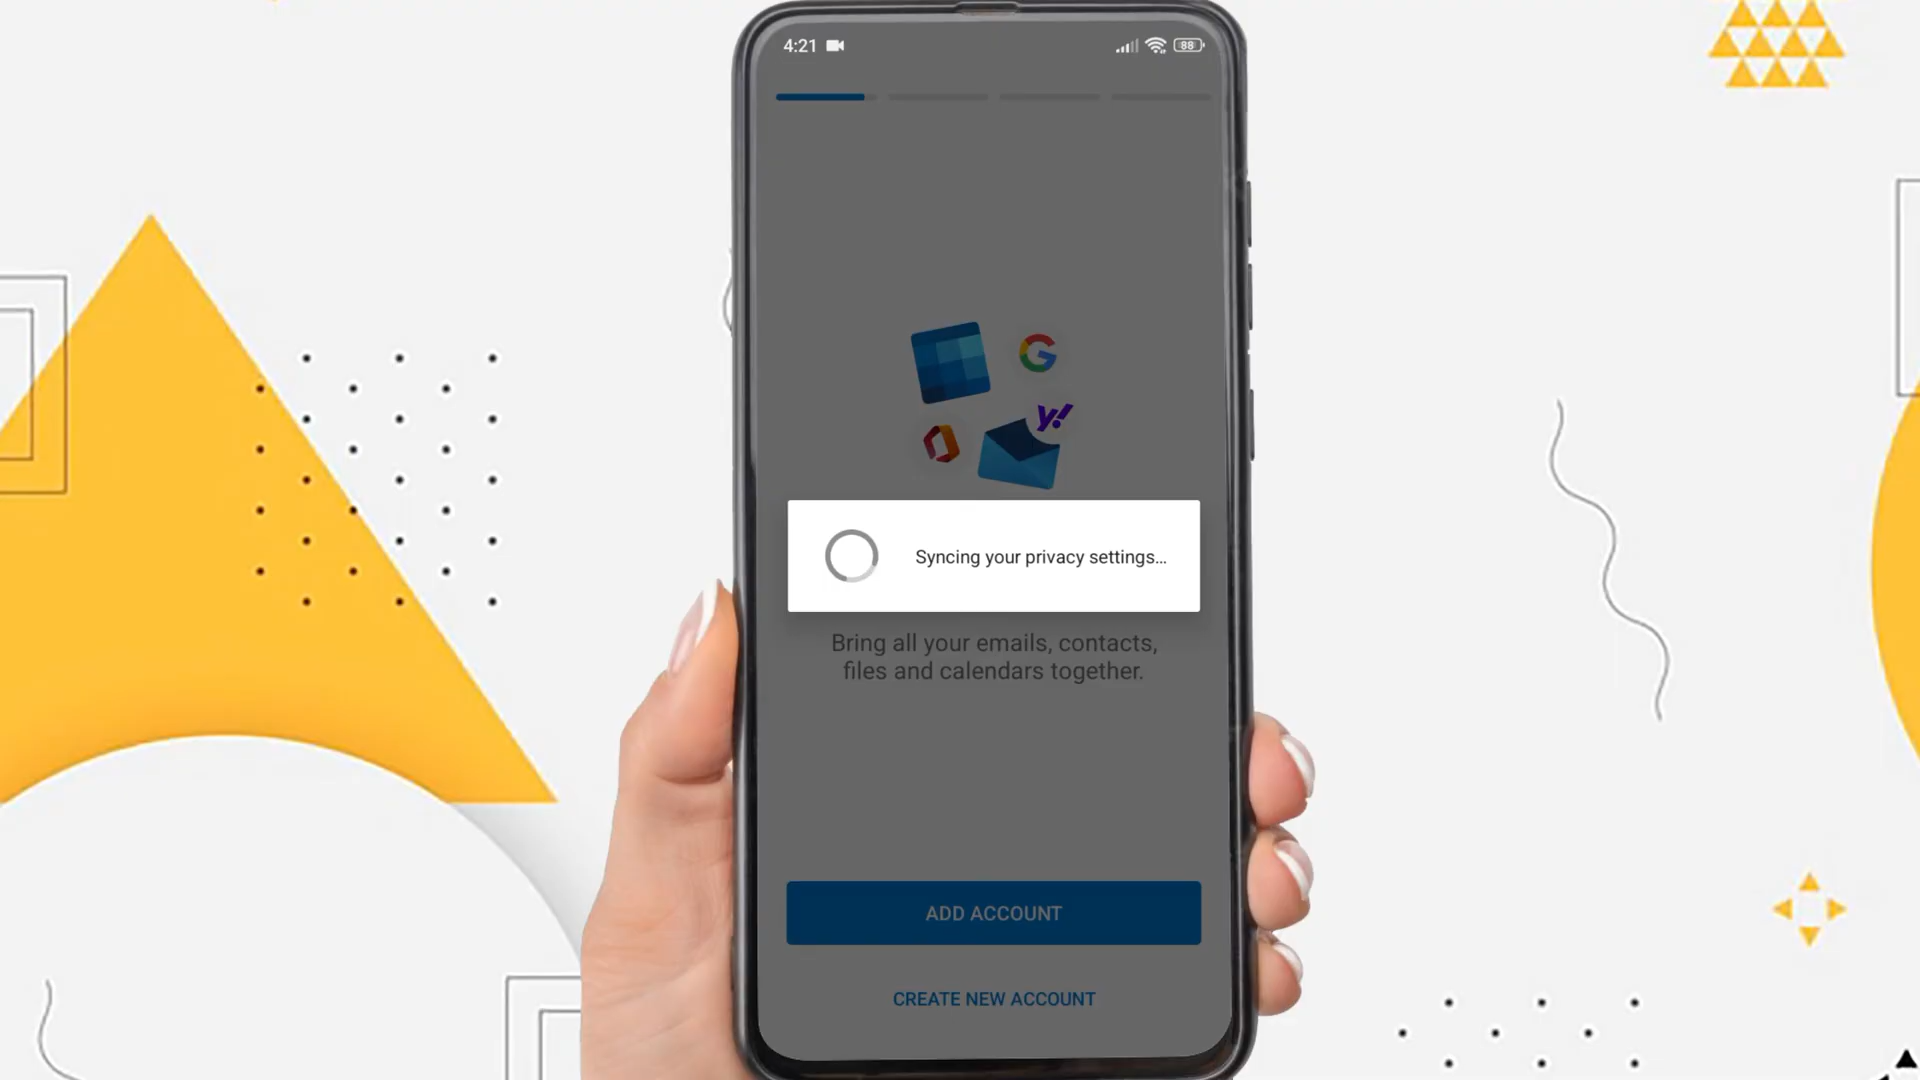 4:21
88
Syncing your privacy settings...
Bring all your emails, contacts,
files and calendars together.
ADD ACCOUNT
CREATE NEW ACCOUNT